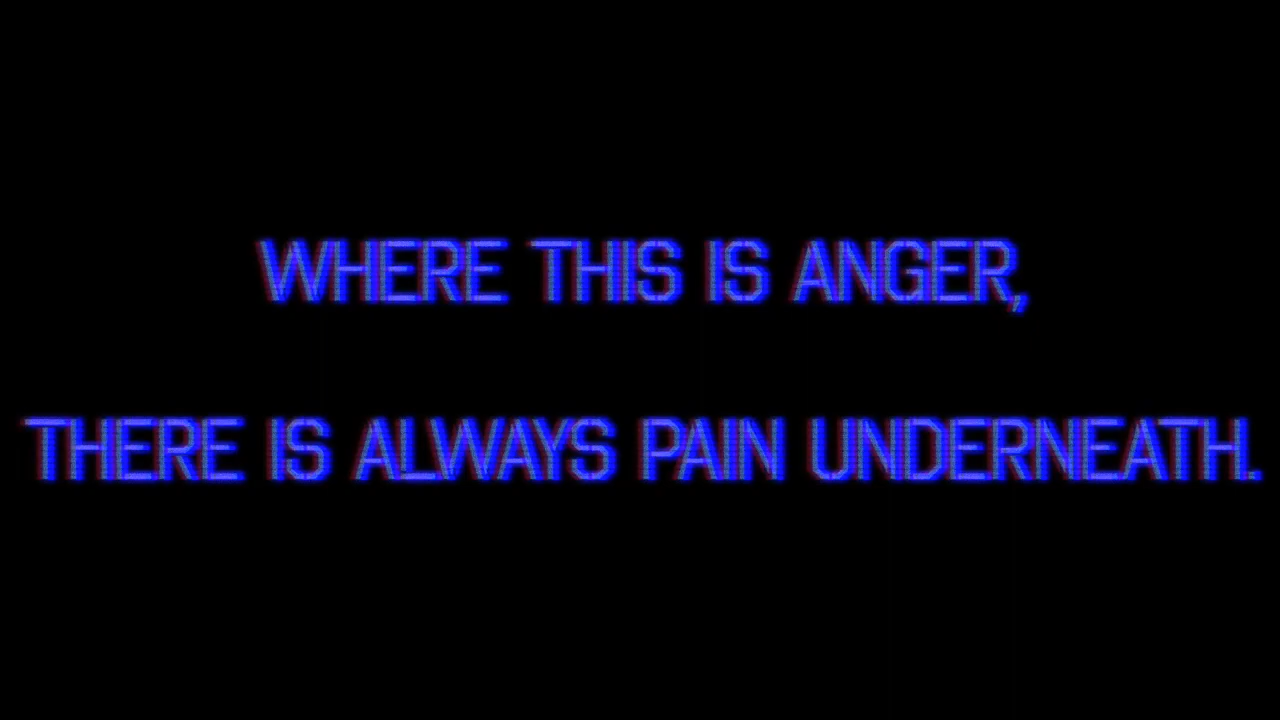 WHERE THIS IS ANGER,
THERE IS ALWAYS PAIN UNDERNEATH.